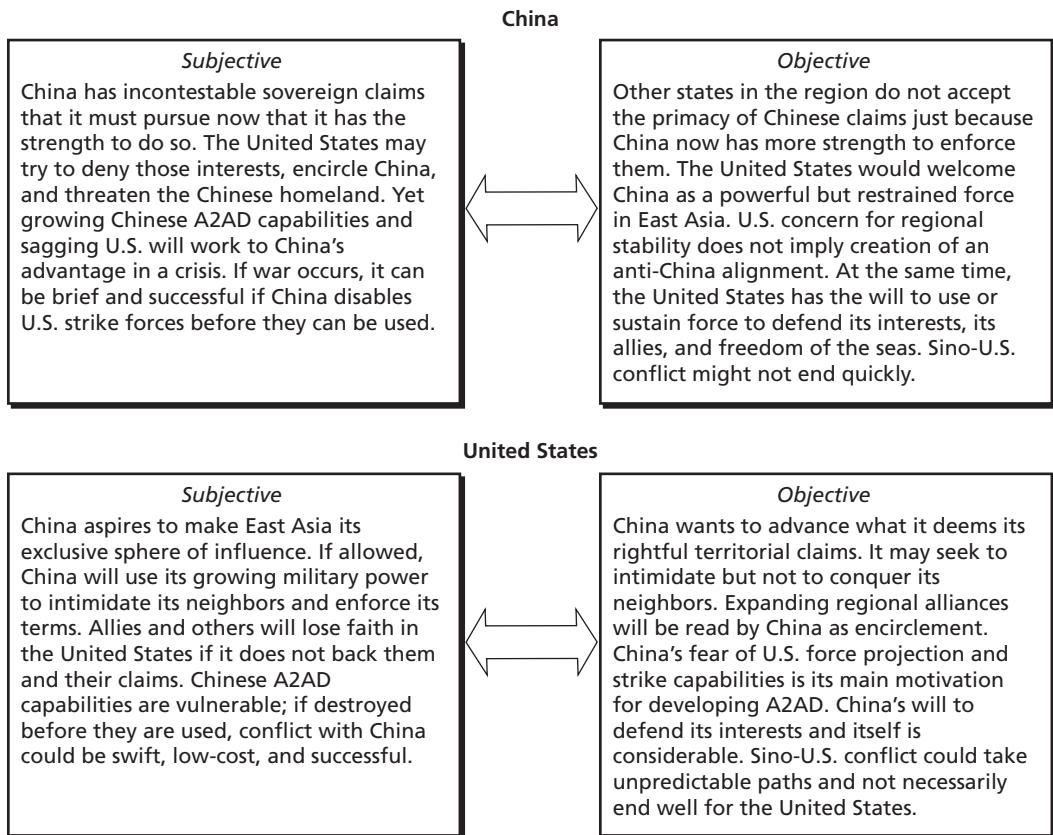 China
Subjective
China has incontestable sovereign claims
that it must pursue now that it has the
strength to do so. The United States may
try to deny those interests, encircle China,
and threaten the Chinese homeland. Yet
growing Chinese A2AD capabilities and
sagging U.S. will work to China’s
advantage in a crisis. If war occurs, it can
be brief and successful if China disables
U.S. strike forces before they can be used.
Objective
Other states in the region do not accept
the primacy of Chinese claims just because
China now has more strength to enforce
them. The United States would welcome
China as a powerful but restrained force
in East Asia. U.S. concern for regional
stability does not imply creation of an
anti-China alignment. At the same time,
the United States has the will to use or
sustain force to defend its interests, its
allies, and freedom of the seas. Sino-U.S.
conflict might not end quickly.
United States
Subjective
China aspires to make East Asia its
exclusive sphere of influence. If allowed,
China will use its growing military power
to intimidate its neighbors and enforce its
terms. Allies and others will lose faith in
the United States if it does not back them
and their claims. Chinese A2AD
capabilities are vulnerable; if destroyed
before they are used, conflict with China
could be swift, low-cost, and successful.
Objective
China wants to advance what it deems its
rightful territorial claims. It may seek to
intimidate but not to conquer its
neighbors. Expanding regional alliances
will be read by China as encirclement.
China’s fear of U.S. force projection and
strike capabilities is its main motivation
for developing A2AD. China’s will to
defend its interests and itself is
considerable. Sino-U.S. conflict could take
unpredictable paths and not necessarily
end well for the United States.